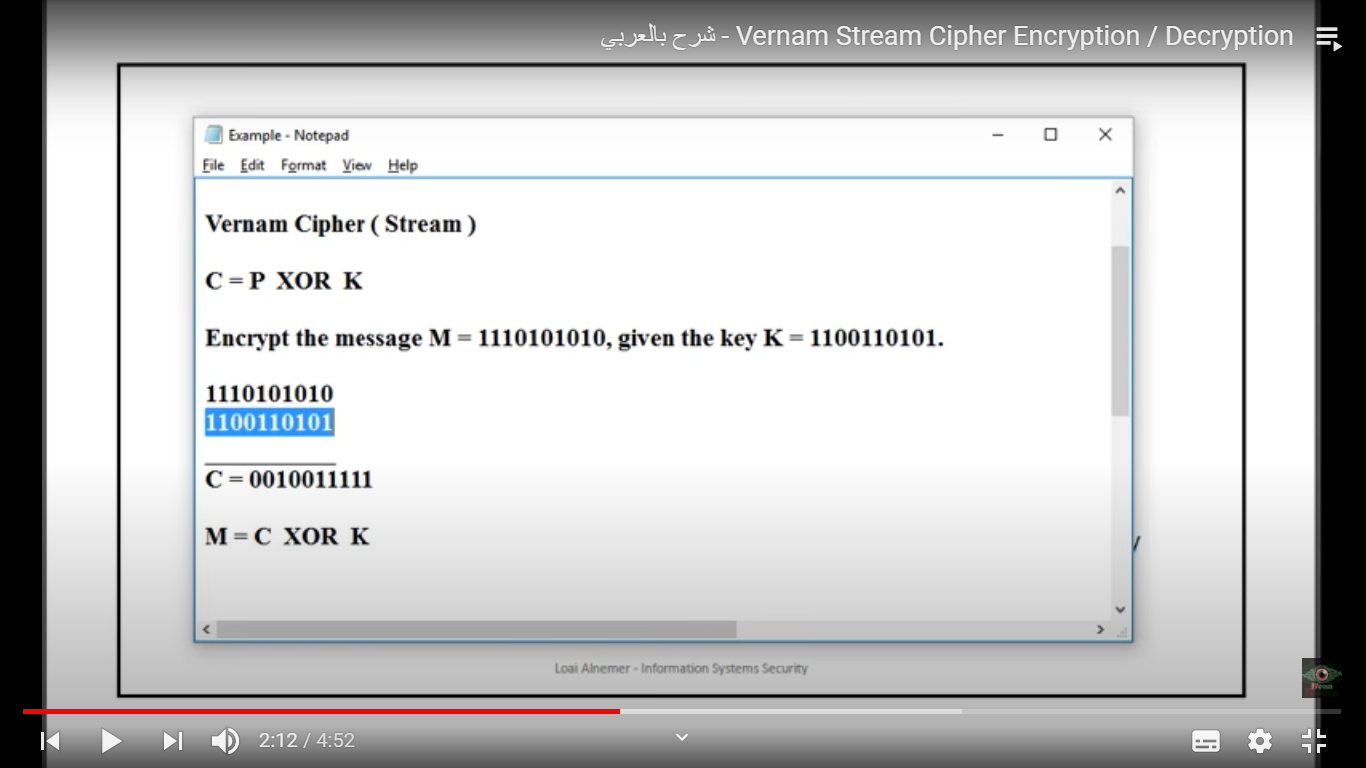 شرح بالعربي - Vernam Stream Cipher Encryption / Decryption
Example - Notepad
File Edit Format View Help
Vernam Cipher ( Stream )
C = P XOR K
Encrypt the message M = 1110101010, given the key K = 1100110101.
1110101010
1100110101
____________
C = 0010011111
M = C XOR K
Loai Alnemer - Information Systems Security
2:12 / 4:52